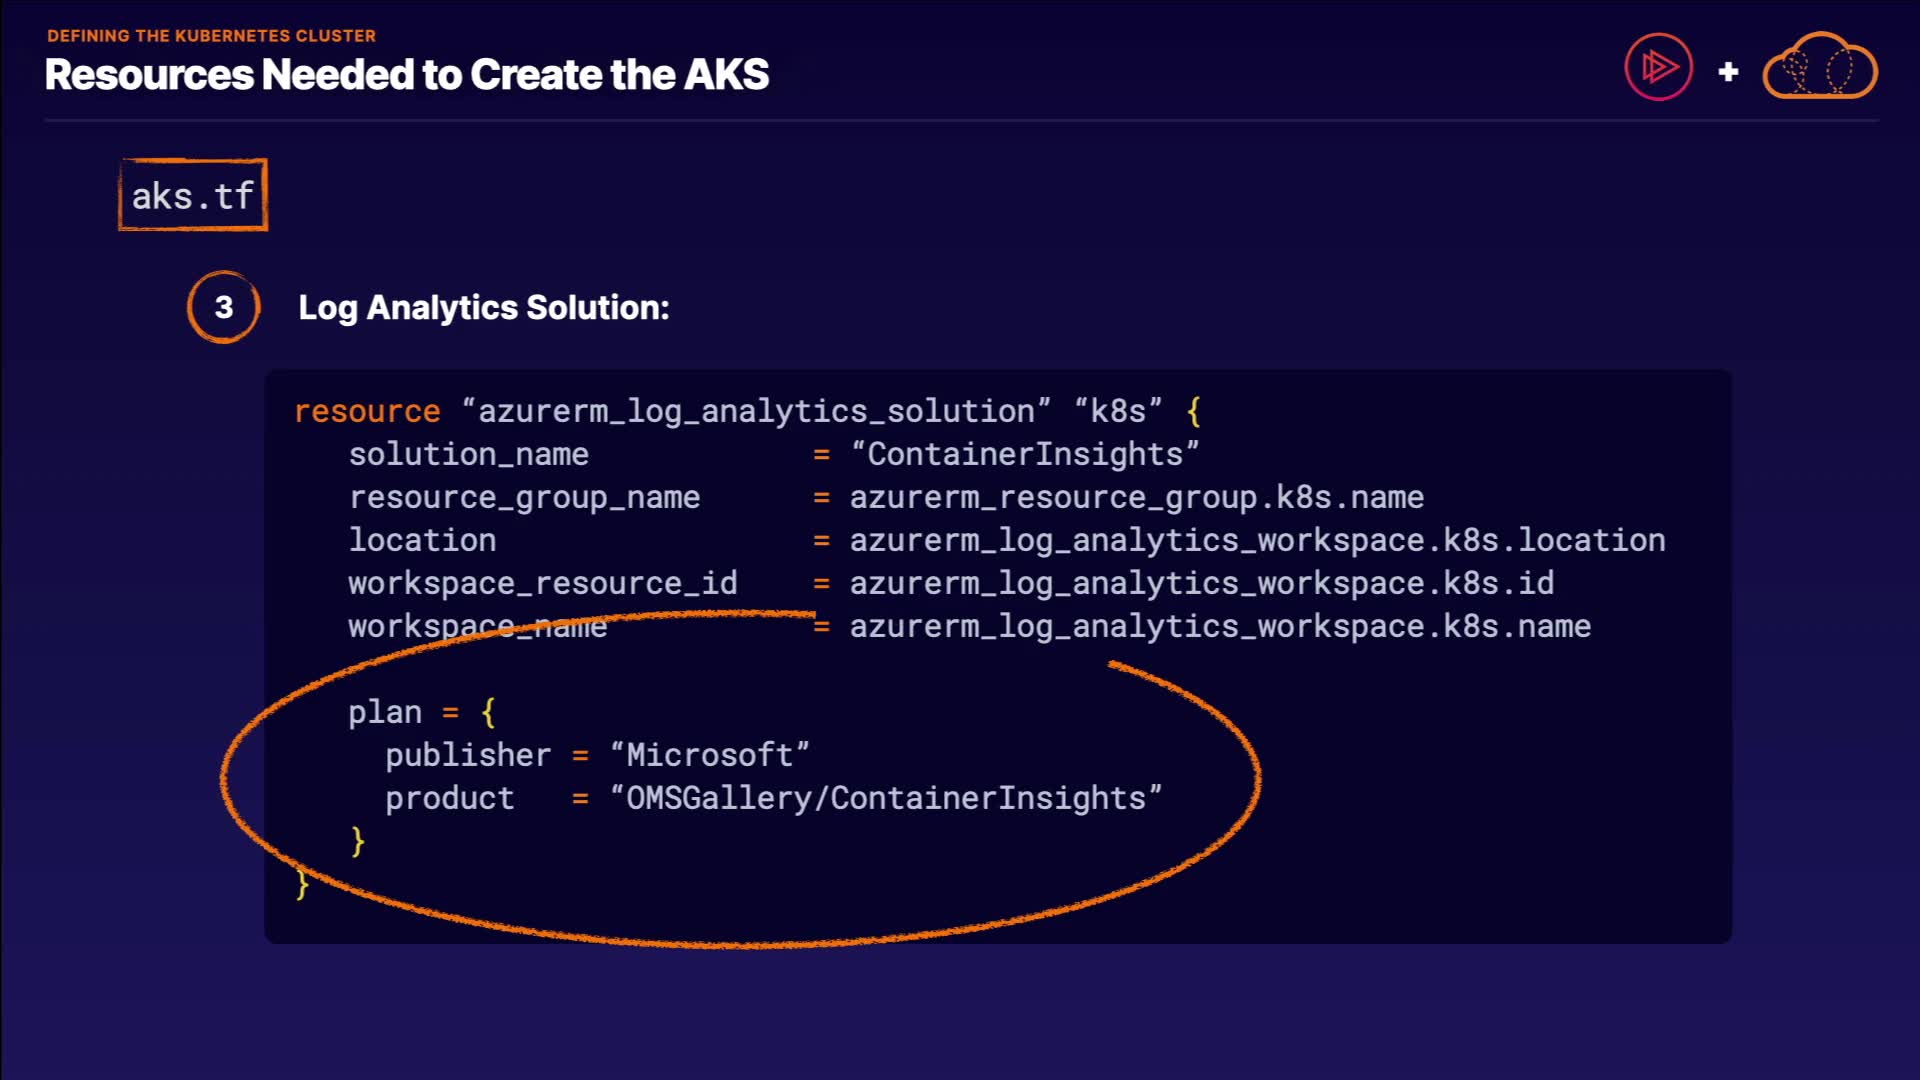 DEFINING THE KUBERNETES CLUSTER
Resources Needed to Create the AKS
+
aks.tf
3 Log Analytics Solution:
resource “azurerm_log_analytics_solution” “k8s” {
solution_name = “ContainerInsights”
resource_group_name = azurerm_resource_group.k8s.name
location = azurerm_log_analytics_workspace.k8s.location
workspace_resource_id = azurerm_log_analytics_workspace.k8s.id
workspace_name = azurerm_log_analytics_workspace.k8s.name
plan = {
publisher = “Microsoft”
product = “OMSGallery/ContainerInsights”
}
}